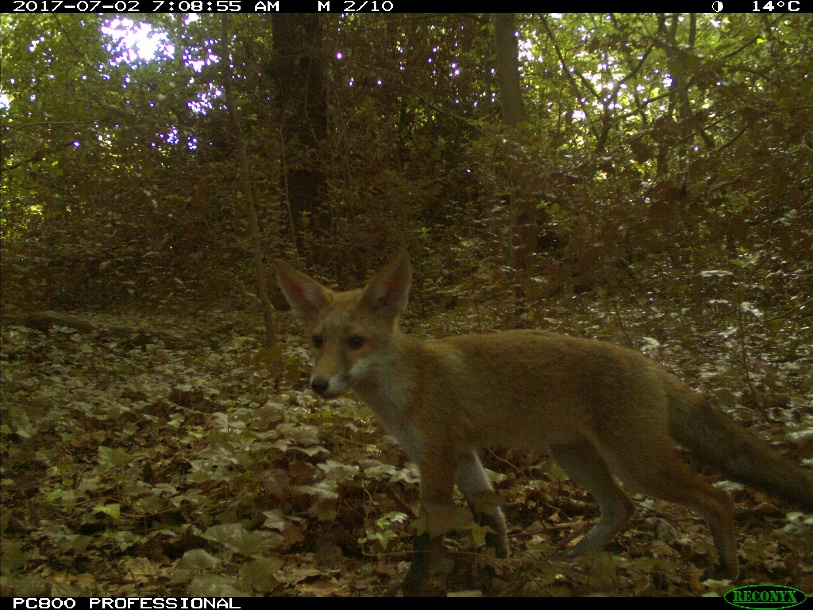 2017-07-02 7:08:55 AM M 2/10 14°C
PC800 PROFESSIONAL RECONYX